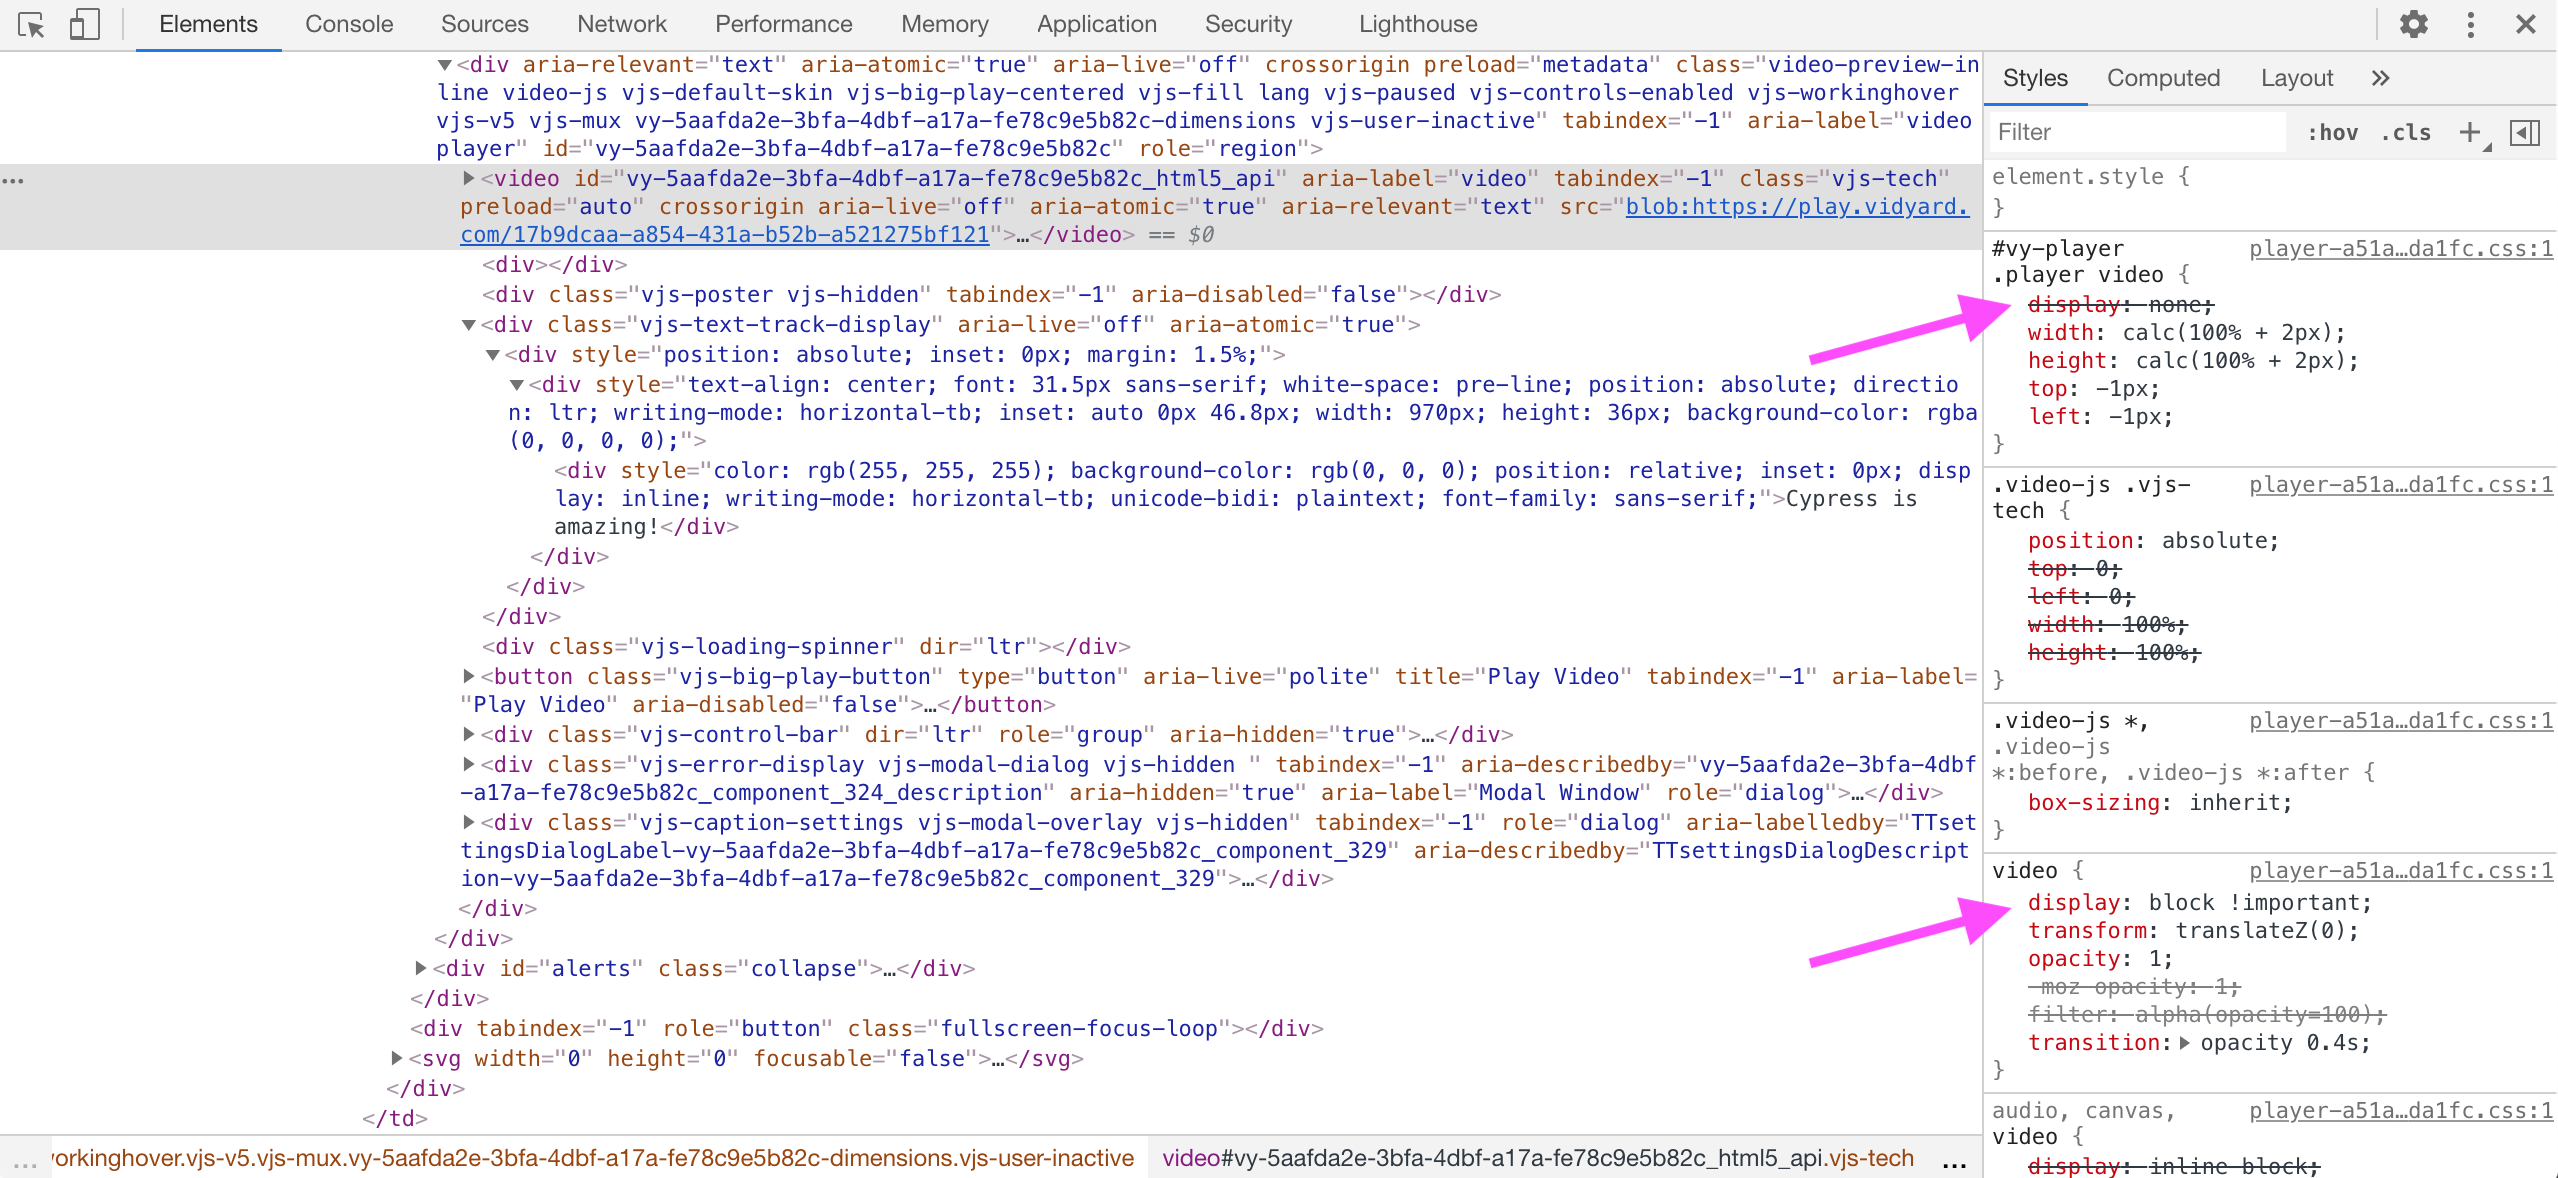 Elements Console Sources Network Performance Memory Application Security Lighthouse
<div aria-relevant="text" aria-atomic="true" aria-live="off" crossorigin preload="metadata" class="video-preview-in
line video-js vjs-default-skin vjs-big-play-centered vjs-fill lang vjs-paused vjs-controls-enabled vjs-workinghover
vjs-v5 vjs-mux vy-5aafda2e-3bfa-4dbf-a17a-fe78c9e5b82c-dimensions vjs-user-inactive" tabindex="-1" aria-label="video
player" id="vy-5aafda2e-3bfa-4dbf-a17a-fe78c9e5b82c" role="region">
…
<video id="vy-5aafda2e-3bfa-4dbf-a17a-fe78c9e5b82c_html5_api" aria-label="video" tabindex="-1" class="vjs-tech"
preload="auto" crossorigin aria-live="off" aria-atomic="true" aria-relevant="text" src="blob:https://play.vidyard.
com/17b9dcaa-a854-431a-b52b-a521275bf121">…</video> == $0
<div></div>
<div class="vjs-poster vjs-hidden" tabindex="-1" aria-disabled="false"></div>
<div class="vjs-text-track-display" aria-live="off" aria-atomic="true">
<div style="position: absolute; inset: 0px; margin: 1.5%;">
<div style="text-align: center; font: 31.5px sans-serif; white-space: pre-line; position: absolute; directio
n: ltr; writing-mode: horizontal-tb; inset: auto 0px 46.8px; width: 970px; height: 36px; background-color: rgba
(0, 0, 0, 0);">
<div style="color: rgb(255, 255, 255); background-color: rgb(0, 0, 0); position: relative; inset: 0px; disp
lay: inline; writing-mode: horizontal-tb; unicode-bidi: plaintext; font-family: sans-serif;">Cypress is
amazing!</div>
</div>
</div>
</div>
<div class="vjs-loading-spinner" dir="ltr"></div>
<button class="vjs-big-play-button" type="button" aria-live="polite" title="Play Video" tabindex="-1" aria-label=
"Play Video" aria-disabled="false">…</button>
<div class="vjs-control-bar" dir="ltr" role="group" aria-hidden="true">…</div>
<div class="vjs-error-display vjs-modal-dialog vjs-hidden " tabindex="-1" aria-describedby="vy-5aafda2e-3bfa-4dbf
-a17a-fe78c9e5b82c_component_324_description" aria-hidden="true" aria-label="Modal Window" role="dialog">…</div>
<div class="vjs-caption-settings vjs-modal-overlay vjs-hidden" tabindex="-1" role="dialog" aria-labelledby="TTset
tingsDialogLabel-vy-5aafda2e-3bfa-4dbf-a17a-fe78c9e5b82c_component_329" aria-describedby="TTsettingsDialogDescript
ion-vy-5aafda2e-3bfa-4dbf-a17a-fe78c9e5b82c_component_329">…</div>
</div>
</div>
<div id="alerts" class="collapse">…</div>
</div>
<div tabindex="-1" role="button" class="fullscreen-focus-loop"></div>
<svg width="0" height="0" focusable="false">…</svg>
</div>
</td>
… orkinghover.vjs-v5.vjs-mux.vy-5aafda2e-3bfa-4dbf-a17a-fe78c9e5b82c-dimensions.vjs-user-inactive video#vy-5aafda2e-3bfa-4dbf-a17a-fe78c9e5b82c_html5_api.vjs-tech …
Styles Computed Layout »
Filter :hov .cls +
element.style {
}
#vy-player player-a51a…da1fc.css:1
.player video {
display: none;
width: calc(100% + 2px);
height: calc(100% + 2px);
top: -1px;
left: -1px;
}
.video-js .vjs- player-a51a…da1fc.css:1
tech {
position: absolute;
top: 0;
left: 0;
width: 100%;
height: 100%;
}
.video-js *, player-a51a…da1fc.css:1
.video-js
*:before, .video-js *:after {
box-sizing: inherit;
}
video { player-a51a…da1fc.css:1
display: block !important;
transform: translateZ(0);
opacity: 1;
-moz-opacity: 1;
filter: alpha(opacity=100);
transition: opacity 0.4s;
}
audio, canvas, player-a51a…da1fc.css:1
video {
display: inline-block;